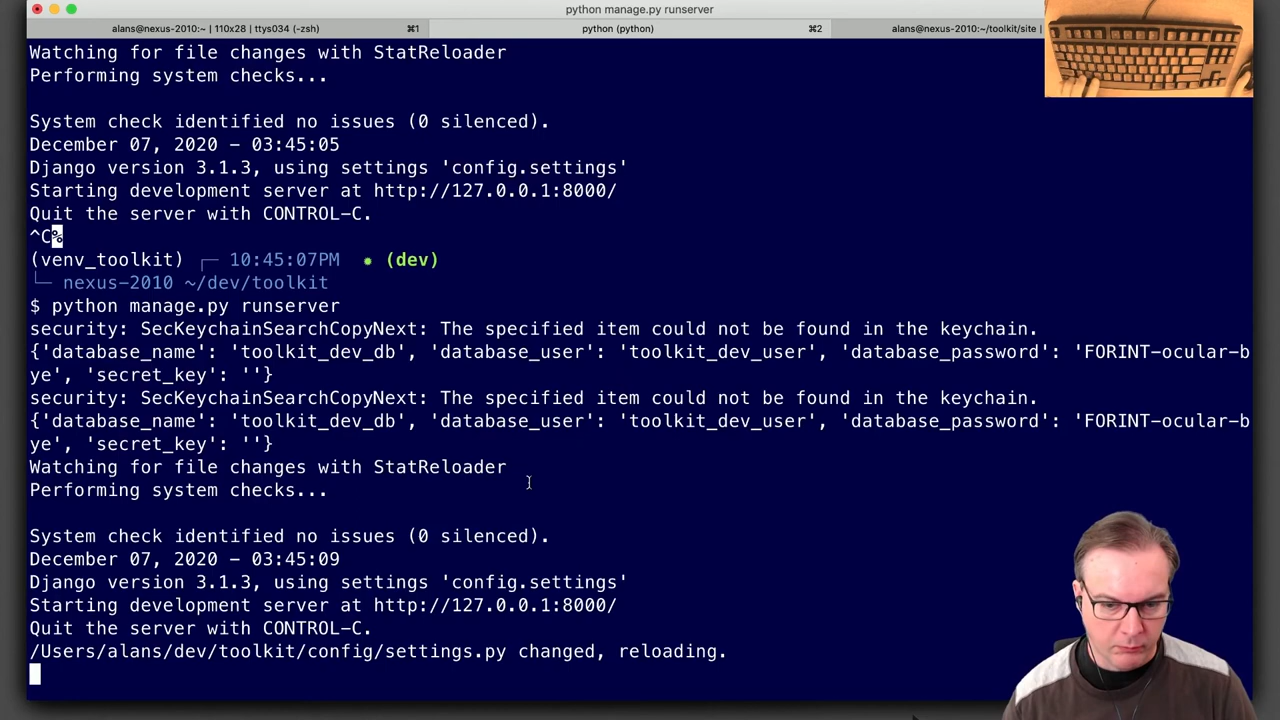 python manage.py runserver
alans@nexus-2010:~ | 110x28 | ttys034 (-zsh) ⌘1 python (python) ⌘2 alans@nexus-2010:~/toolkit/site |
Watching for file changes with StatReloader
Performing system checks...
System check identified no issues (0 silenced).
December 07, 2020 - 03:45:05
Django version 3.1.3, using settings 'config.settings'
Starting development server at http://127.0.0.1:8000/
Quit the server with CONTROL-C.
^C%
(venv_toolkit) ┌─ 10:45:07PM ● (dev)
└─ nexus-2010 ~/dev/toolkit
$ python manage.py runserver
security: SecKeychainSearchCopyNext: The specified item could not be found in the keychain.
{'database_name': 'toolkit_dev_db', 'database_user': 'toolkit_dev_user', 'database_password': 'FORINT-ocular-b
ye', 'secret_key': ''}
security: SecKeychainSearchCopyNext: The specified item could not be found in the keychain.
{'database_name': 'toolkit_dev_db', 'database_user': 'toolkit_dev_user', 'database_password': 'FORINT-ocular-b
ye', 'secret_key': ''}
Watching for file changes with StatReloader
Performing system checks...
System check identified no issues (0 silenced).
December 07, 2020 - 03:45:09
Django version 3.1.3, using settings 'config.settings'
Starting development server at http://127.0.0.1:8000/
Quit the server with CONTROL-C.
/Users/alans/dev/toolkit/config/settings.py changed, reloading.